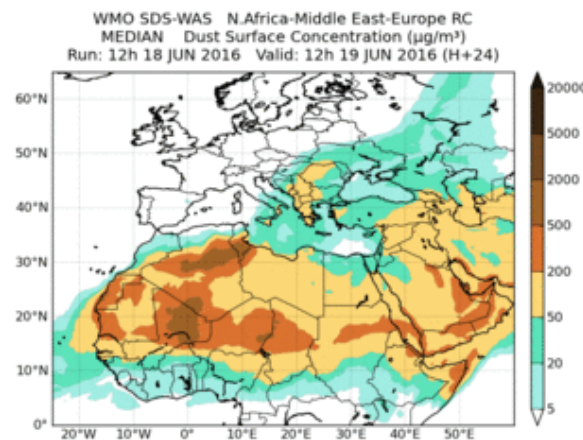 WMO SDS-WAS N.Africa-Middle East-Europe RC
MEDIAN Dust Surface Concentration (µg/m³)
Run: 12h 18 JUN 2016 Valid: 12h 19 JUN 2016 (H+24)
60°N
50°N
40°N
30°N
20°N
10°N
0°
20°W
10°W
0°
10°E
20°E
30°E
40°E
50°E
20000
5000
2000
500
200
50
20
5